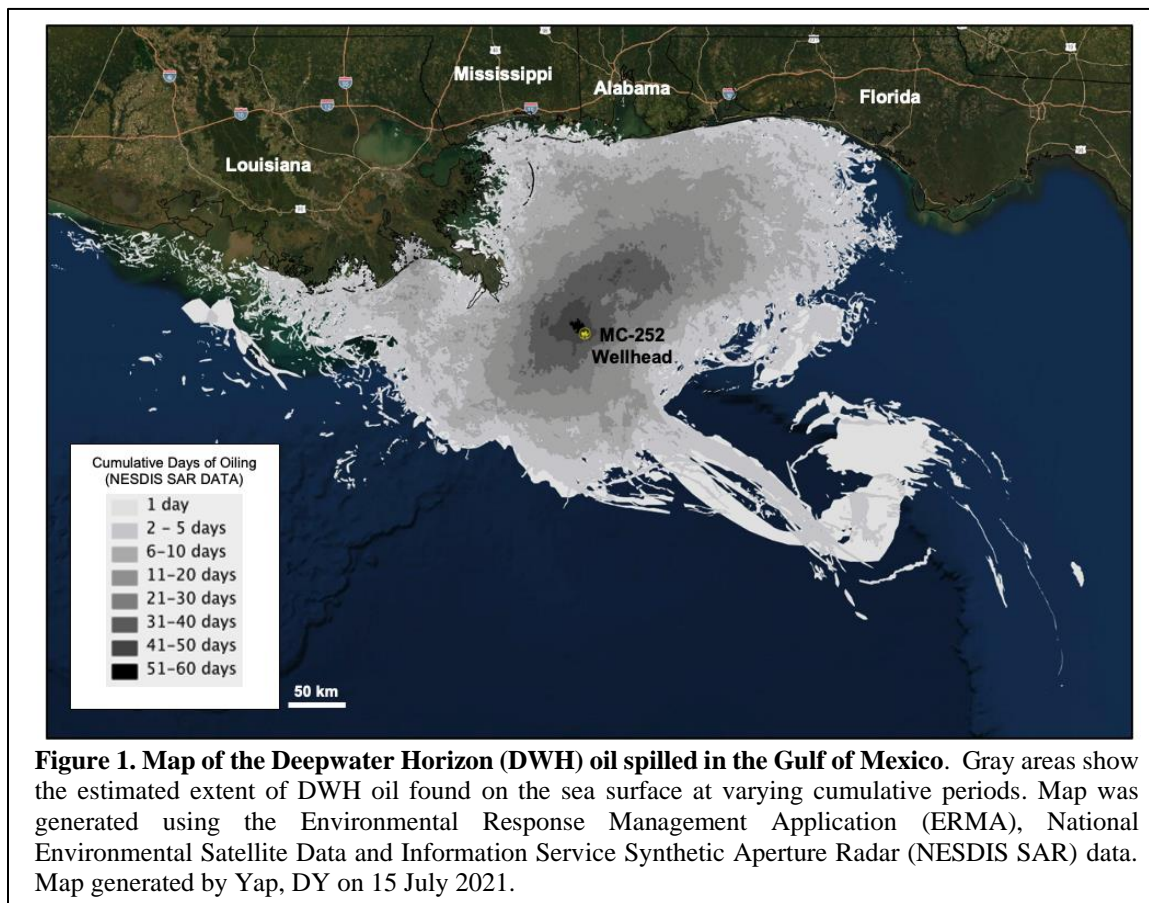 Mississippi
Alabama
Florida
Louisiana
MC-252
Wellhead
Cumulative Days of Oiling
(NESDIS SAR DATA)
1 day
2 – 5 days
6–10 days
11–20 days
21–30 days
31–40 days
41–50 days
51–60 days
50 km
Figure 1. Map of the Deepwater Horizon (DWH) oil spilled in the Gulf of Mexico. Gray areas show
the estimated extent of DWH oil found on the sea surface at varying cumulative periods. Map was
generated using the Environmental Response Management Application (ERMA), National
Environmental Satellite Data and Information Service Synthetic Aperture Radar (NESDIS SAR) data.
Map generated by Yap, DY on 15 July 2021.